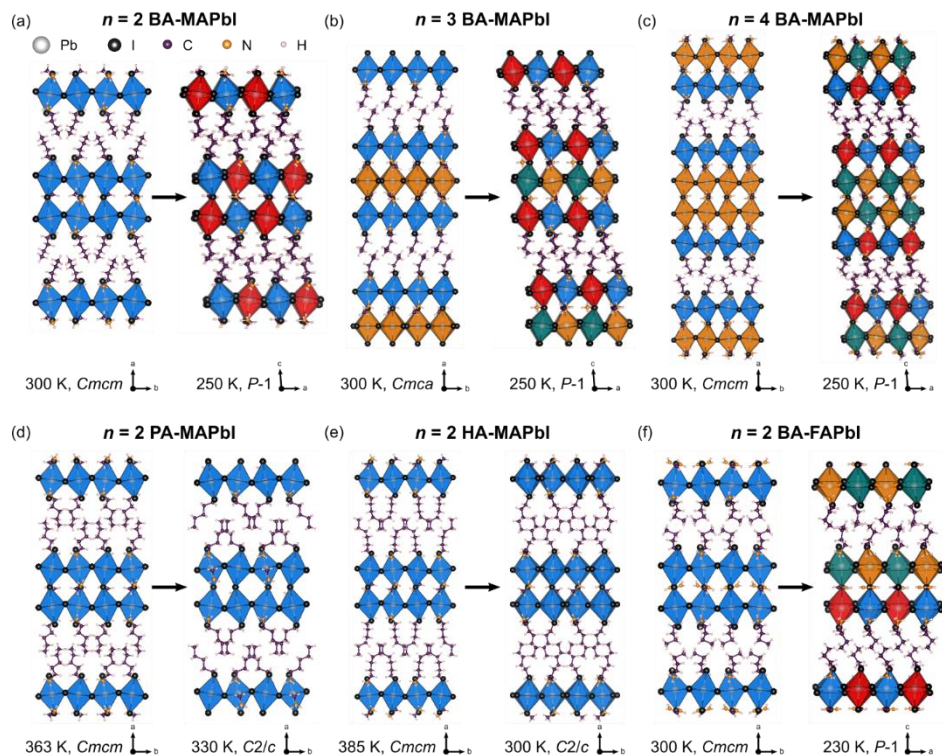 (a) n = 2 BA-MAPbI
Pb I C N H
300 K, Cmcm
a
b
250 K, P-1
c
a
(b) n = 3 BA-MAPbI
300 K, Cmca
a
b
250 K, P-1
c
a
(c) n = 4 BA-MAPbI
300 K, Cmcm
a
b
250 K, P-1
c
a
(d) n = 2 PA-MAPbI
363 K, Cmcm
a
b
330 K, C2/c
a
b
(e) n = 2 HA-MAPbI
385 K, Cmcm
a
b
300 K, C2/c
a
b
(f) n = 2 BA-FAPbI
300 K, Cmcm
a
b
230 K, P-1
c
a